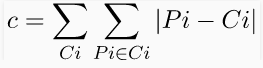 c = ∑_{Ci} ∑_{Pi∈Ci} |Pi − Ci|